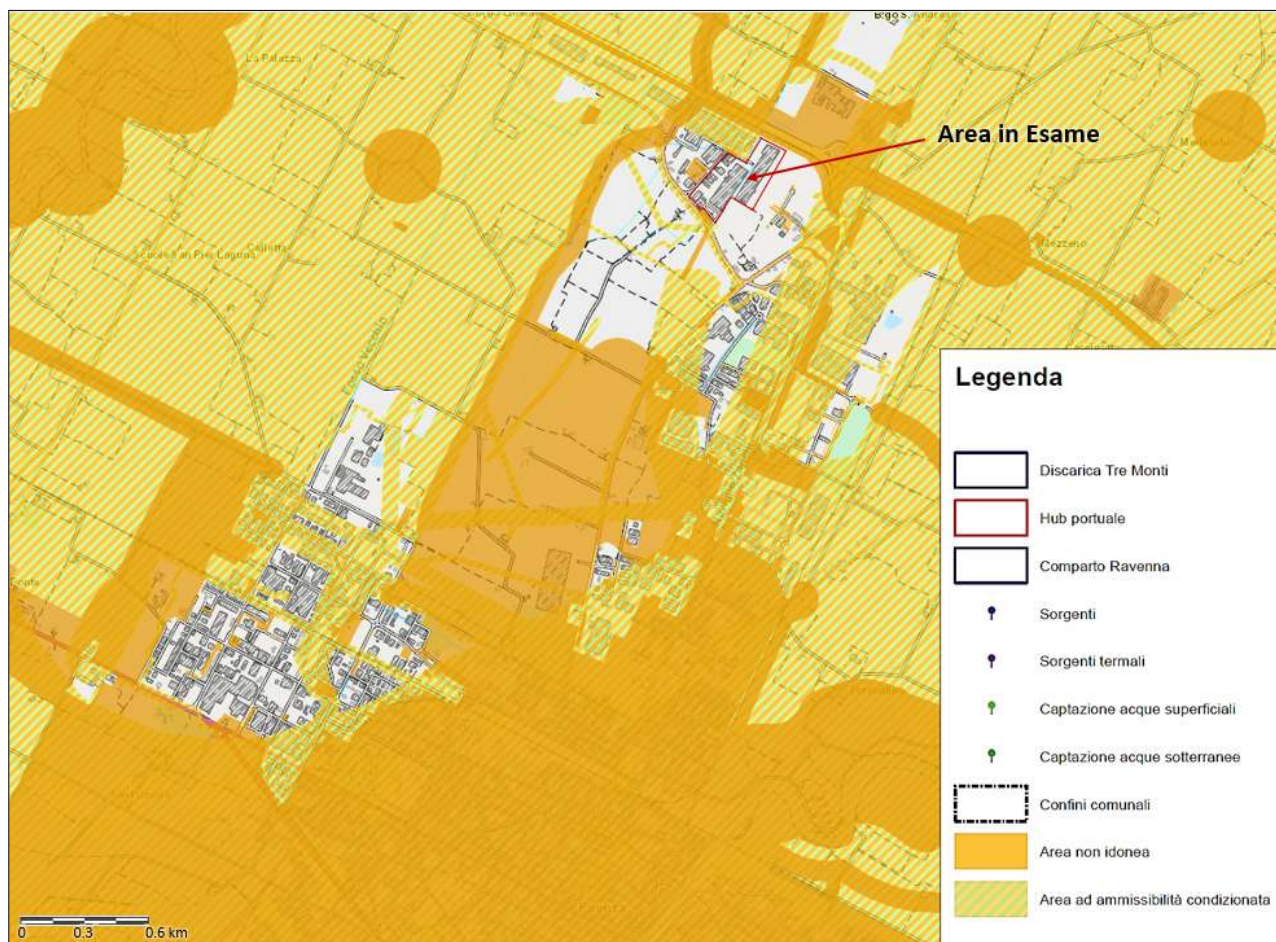 La Palazza
Area in Esame
Legenda
Discarica Tre Monti
Hub portuale
Comparto Ravenna
Sorgenti
Sorgenti termali
Captazione acque superficiali
Captazione acque sotterranee
Confini comunali
Area non idonea
Area ad ammissibilità condizionata
0 0.3 0.6 km